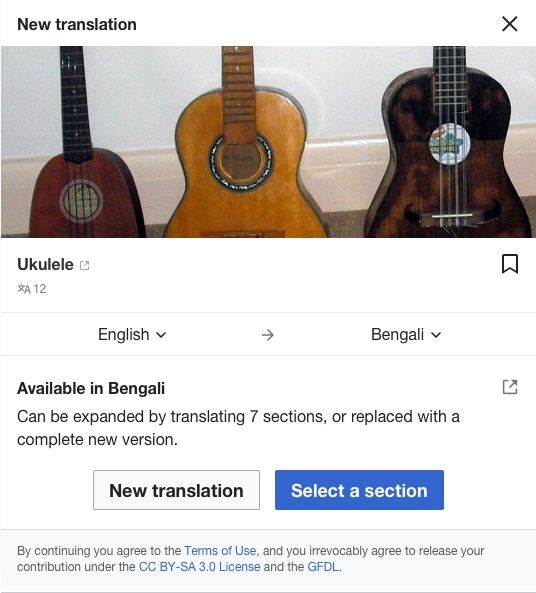 New translation
Ukulele
12
English
Bengali
Available in Bengali
Can be expanded by translating 7 sections, or replaced with a
complete new version.
New translation
Select a section
By continuing you agree to the Terms of Use, and you irrevocably agree to release your
contribution under the CC BY-SA 3.0 License and the GFDL.